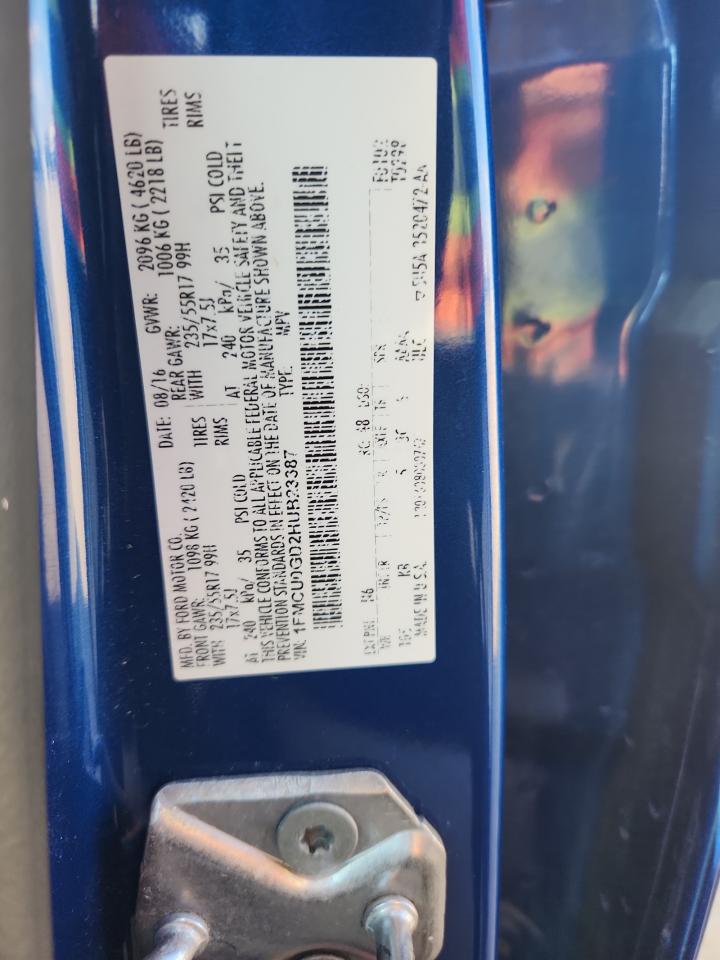 MFD. BY FORD MOTOR CO. DATE: 08/16 GVWR: 2096 KG ( 4620 LB)
FRONT GAWR: 1098 KG ( 2420 LB) REAR GAWR: 1006 KG ( 2218 LB)
WITH 235/55R17 99H TIRES WITH 235/55R17 99H TIRES
17x7.5J RIMS 17x7.5J RIMS
AT 240 kPa/ 35 PSI COLD AT 240 kPa/ 35 PSI COLD
THIS VEHICLE CONFORMS TO ALL APPLICABLE FEDERAL MOTOR VEHICLE SAFETY AND THEFT
PREVENTION STANDARDS IN EFFECT ON THE DATE OF MANUFACTURE SHOWN ABOVE.
VIN: TYPE: MPV
EXT PNT:
MADE IN U.S.A.